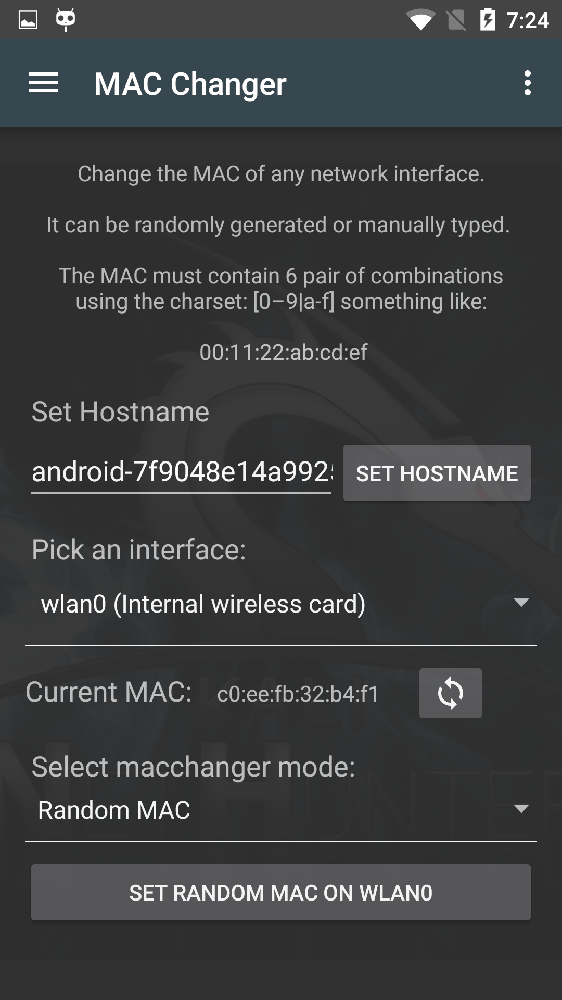 7:24
MAC Changer
Change the MAC of any network interface.
It can be randomly generated or manually typed.
The MAC must contain 6 pair of combinations
using the charset: [0–9|a-f] something like:
00:11:22:ab:cd:ef
Set Hostname
android-7f9048e14a9925
SET HOSTNAME
Pick an interface:
wlan0 (Internal wireless card)
Current MAC: c0:ee:fb:32:b4:f1
Select macchanger mode:
Random MAC
SET RANDOM MAC ON WLAN0